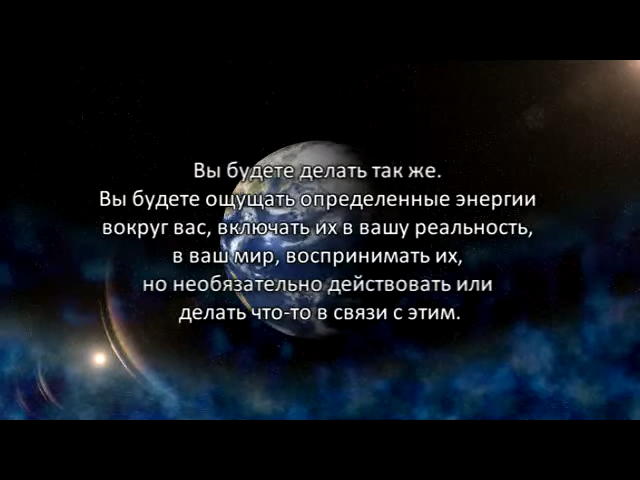 Вы будете делать так же.
Вы будете ощущать определенные энергии
вокруг вас, включать их в вашу реальность,
в ваш мир, воспринимать их,
но необязательно действовать или
делать что-то в связи с этим.